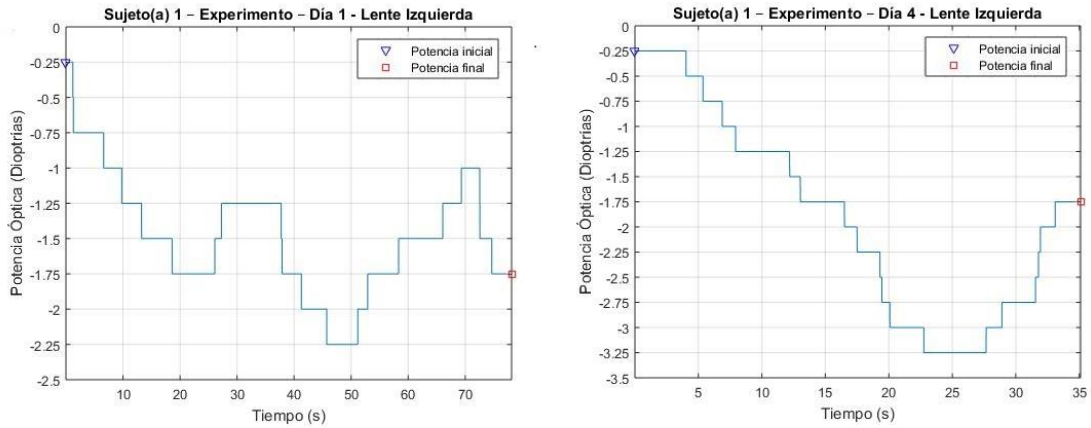 Sujeto(a) 1 – Experimento – Día 1 - Lente Izquierda
Potencia inicial
Potencia final
Potencia Óptica (Dioptrías)
0
-0.25
-0.5
-0.75
-1
-1.25
-1.5
-1.75
-2
-2.25
-2.5
10 20 30 40 50 60 70
Tiempo (s)
Sujeto(a) 1 – Experimento – Día 4 - Lente Izquierda
Potencia inicial
Potencia final
Potencia Óptica (Dioptrías)
0
-0.25
-0.5
-0.75
-1
-1.25
-1.5
-1.75
-2
-2.25
-2.5
-2.75
-3
-3.25
-3.5
5 10 15 20 25 30 35
Tiempo (s)